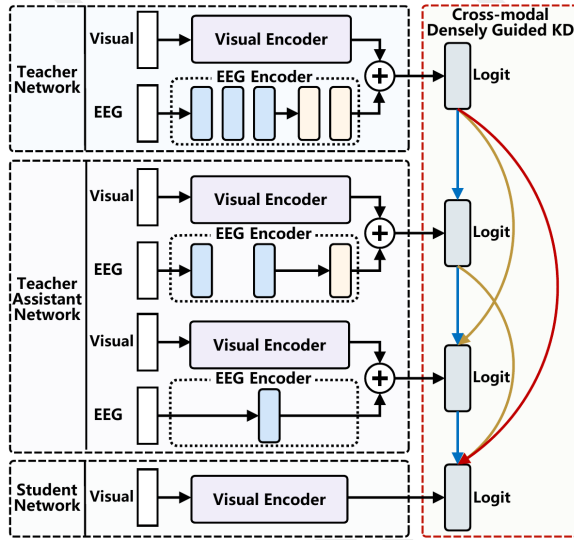 Cross-modal
Densely Guided KD
Teacher
Network
Visual
Visual Encoder
EEG
EEG Encoder
+
Logit
Teacher
Assistant
Network
Visual
Visual Encoder
EEG
EEG Encoder
+
Logit
Visual
Visual Encoder
EEG
EEG Encoder
+
Logit
Student
Network
Visual
Visual Encoder
Logit